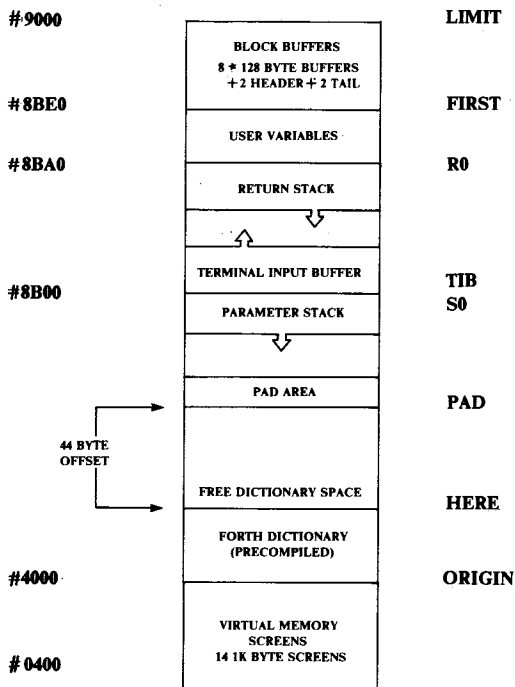 #9000 LIMIT
BLOCK BUFFERS
8 * 128 BYTE BUFFERS
+2 HEADER + 2 TAIL
#8BE0 FIRST
USER VARIABLES
#8BA0 R0
RETURN STACK
TERMINAL INPUT BUFFER
TIB
#8B00 S0
PARAMETER STACK
PAD AREA
PAD
44 BYTE
OFFSET
FREE DICTIONARY SPACE
HERE
FORTH DICTIONARY
(PRECOMPILED)
#4000 ORIGIN
VIRTUAL MEMORY
SCREENS
14 1K BYTE SCREENS
#0400